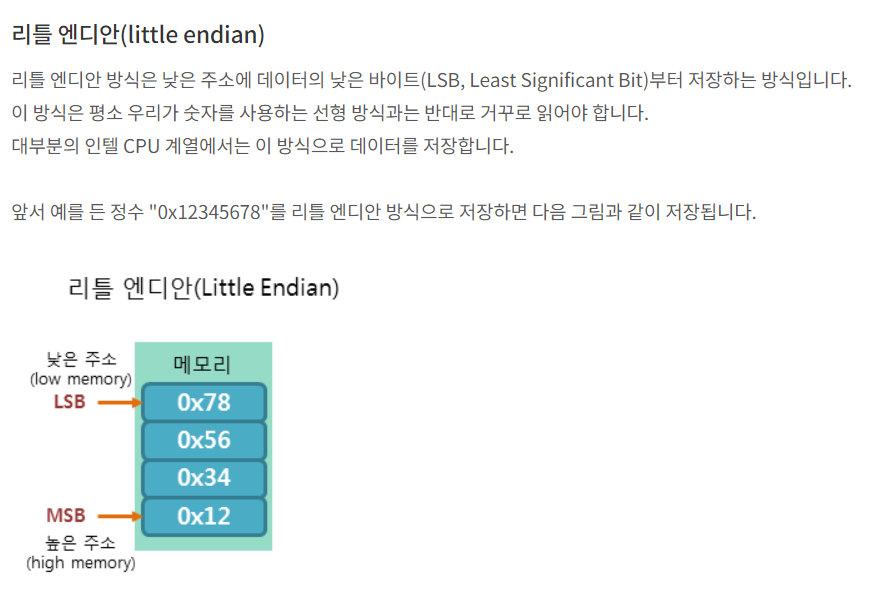 리틀 엔디안(little endian)
리틀 엔디안 방식은 낮은 주소에 데이터의 낮은 바이트(LSB, Least Significant Bit)부터 저장하는 방식입니다.
이 방식은 평소 우리가 숫자를 사용하는 선형 방식과는 반대로 거꾸로 읽어야 합니다.
대부분의 인텔 CPU 계열에서는 이 방식으로 데이터를 저장합니다.
앞서 예를 든 정수 "0x12345678"를 리틀 엔디안 방식으로 저장하면 다음 그림과 같이 저장됩니다.
리틀 엔디안(Little Endian)
낮은 주소
(low memory)
메모리
LSB
0x78
0x56
0x34
MSB
0x12
높은 주소
(high memory)